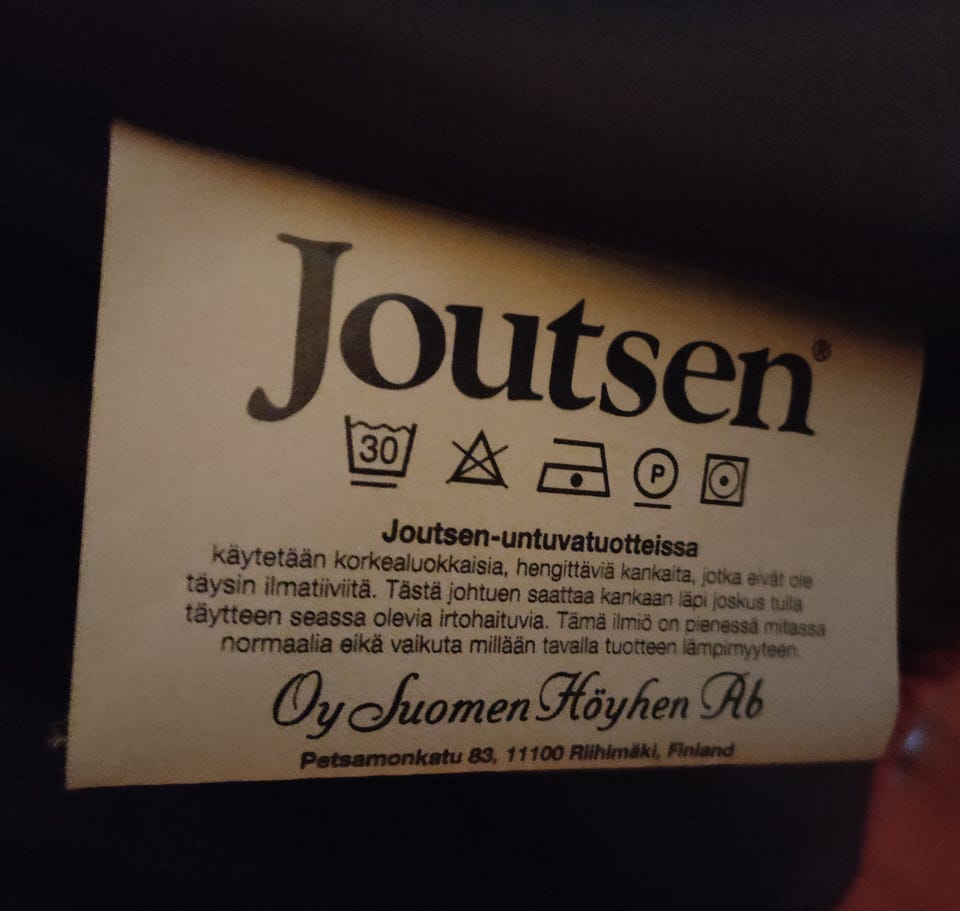 Joutsen®
30
P
Joutsen-untuvatuotteissa
käytetään korkealuokkaisia, hengittäviä kankaita, jotka eivät ole
täysin ilmatiiviitä. Tästä johtuen saattaa kankaan läpi joskus tulla
täytteen seassa olevia irtohaituvia. Tämä ilmiö on pienessä mitassa
normaalia eikä vaikuta millään tavalla tuotteen lämpimyyteen.
Oy Suomen Höyhen Ab
Petsamonkatu 83, 11100 Riihimäki, Finland